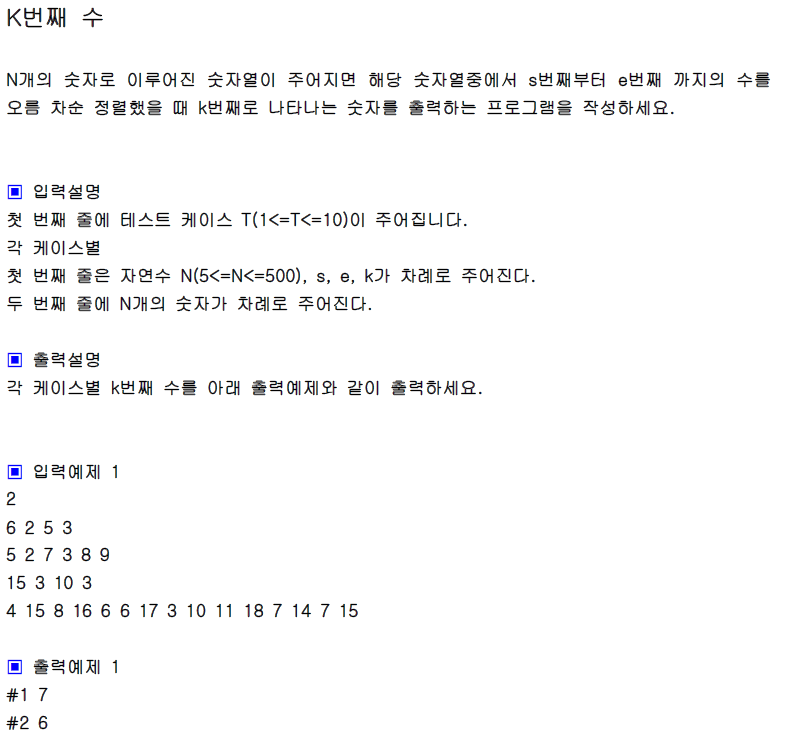 K번째 수
N개의 숫자로 이루어진 숫자열이 주어지면 해당 숫자열중에서 s번째부터 e번째 까지의 수를
오름 차순 정렬했을 때 k번째로 나타나는 숫자를 출력하는 프로그램을 작성하세요.
▣ 입력설명
첫 번째 줄에 테스트 케이스 T(1<=T<=10)이 주어집니다.
각 케이스별
첫 번째 줄은 자연수 N(5<=N<=500), s, e, k가 차례로 주어진다.
두 번째 줄에 N개의 숫자가 차례로 주어진다.
▣ 출력설명
각 케이스별 k번째 수를 아래 출력예제와 같이 출력하세요.
▣ 입력예제 1
2
6 2 5 3
5 2 7 3 8 9
15 3 10 3
4 15 8 16 6 6 17 3 10 11 18 7 14 7 15
▣ 출력예제 1
#1 7
#2 6